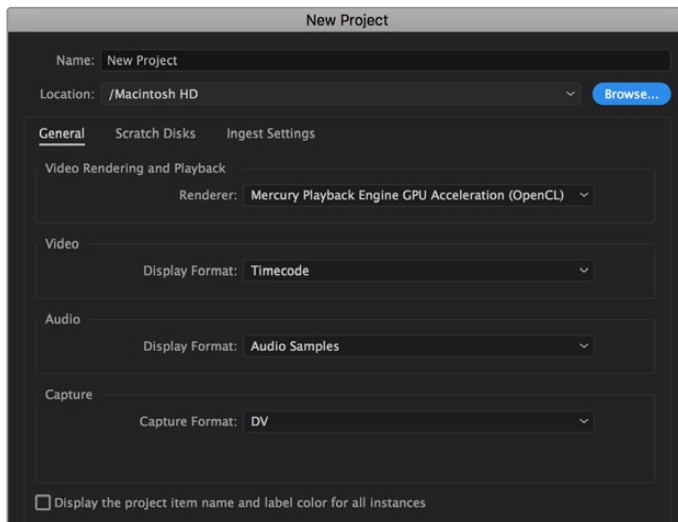 New Project
Name: New Project
Location: /Macintosh HD Browse...
General Scratch Disks Ingest Settings
Video Rendering and Playback
Renderer: Mercury Playback Engine GPU Acceleration (OpenCL)
Video
Display Format: Timecode
Audio
Display Format: Audio Samples
Capture
Capture Format: DV
Display the project item name and label color for all instances